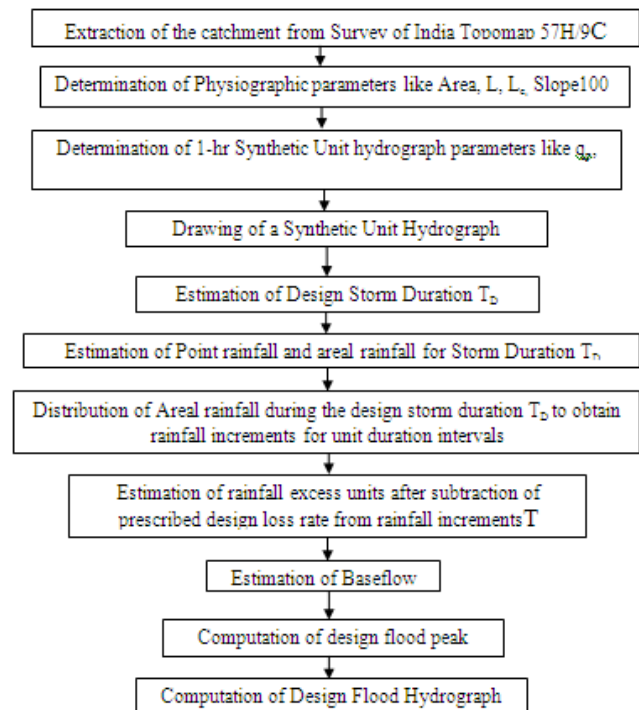 Extraction of the catchment from Survey of India Topomap 57H/9C
Determination of Physiographic parameters like Area, L, Lc, Slope100
Determination of 1-hr Synthetic Unit hydrograph parameters like qp,
Drawing of a Synthetic Unit Hydrograph
Estimation of Design Storm Duration TD
Estimation of Point rainfall and areal rainfall for Storm Duration TD
Distribution of Areal rainfall during the design storm duration TD to obtain
rainfall increments for unit duration intervals
Estimation of rainfall excess units after subtraction of
prescribed design loss rate from rainfall incrementsT
Estimation of Baseflow
Computation of design flood peak
Computation of Design Flood Hydrograph